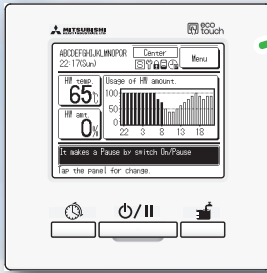 MITSUBISHI
eco
touch
ABCDEFGHIJKLMNOPQR
22:17(Sun)
Center
Menu
HW temp.
65℃
HW amt.
0%
Usage of HW amount.
100
50
0
22 3 8 13 18
It makes a Pause by switch On/Pause
Tap the panel for change.